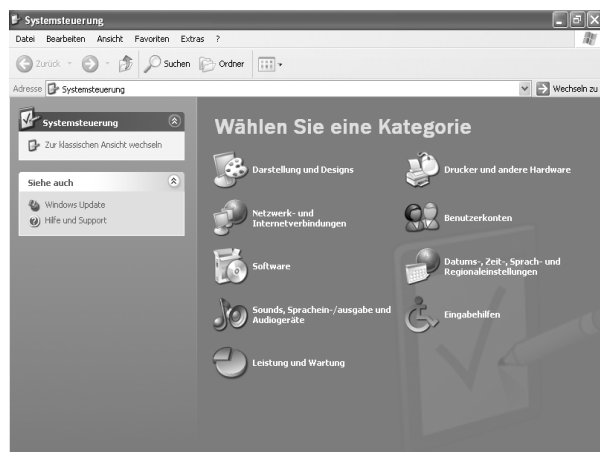 Systemsteuerung
Datei Bearbeiten Ansicht Favoriten Extras ?
Zurück Suchen Ordner
Adresse Systemsteuerung Wechseln zu
Systemsteuerung
Zur klassischen Ansicht wechseln
Siehe auch
Windows Update
Hilfe und Support
Wählen Sie eine Kategorie
Darstellung und Designs
Drucker und andere Hardware
Netzwerk- und
Internetverbindungen
Benutzerkonten
Software
Datums-, Zeit-, Sprach- und
Regionaleinstellungen
Sounds, Sprachein-/ausgabe und
Audiogeräte
Eingabehilfen
Leistung und Wartung